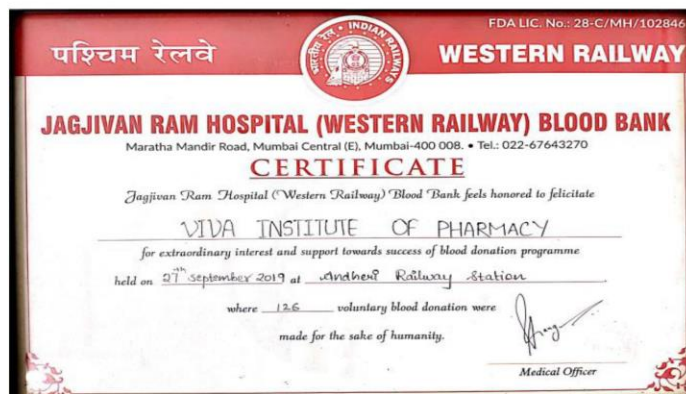 FDA LIC. No.: 28-C/MH/102846
पश्चिम रेलवे
भारतीय रेल • INDIAN RAILWAYS
WESTERN RAILWAY
JAGJIVAN RAM HOSPITAL (WESTERN RAILWAY) BLOOD BANK
Maratha Mandir Road, Mumbai Central (E), Mumbai-400 008. • Tel.: 022-67643270
CERTIFICATE
Jagjivan Ram Hospital (Western Railway) Blood Bank feels honored to felicitate
VIVA INSTITUTE OF PHARMACY
for extraordinary interest and support towards success of blood donation programme
held on 27th september 2019 at Andheri Railway Station
where 126 voluntary blood donation were
made for the sake of humanity.
Medical Officer